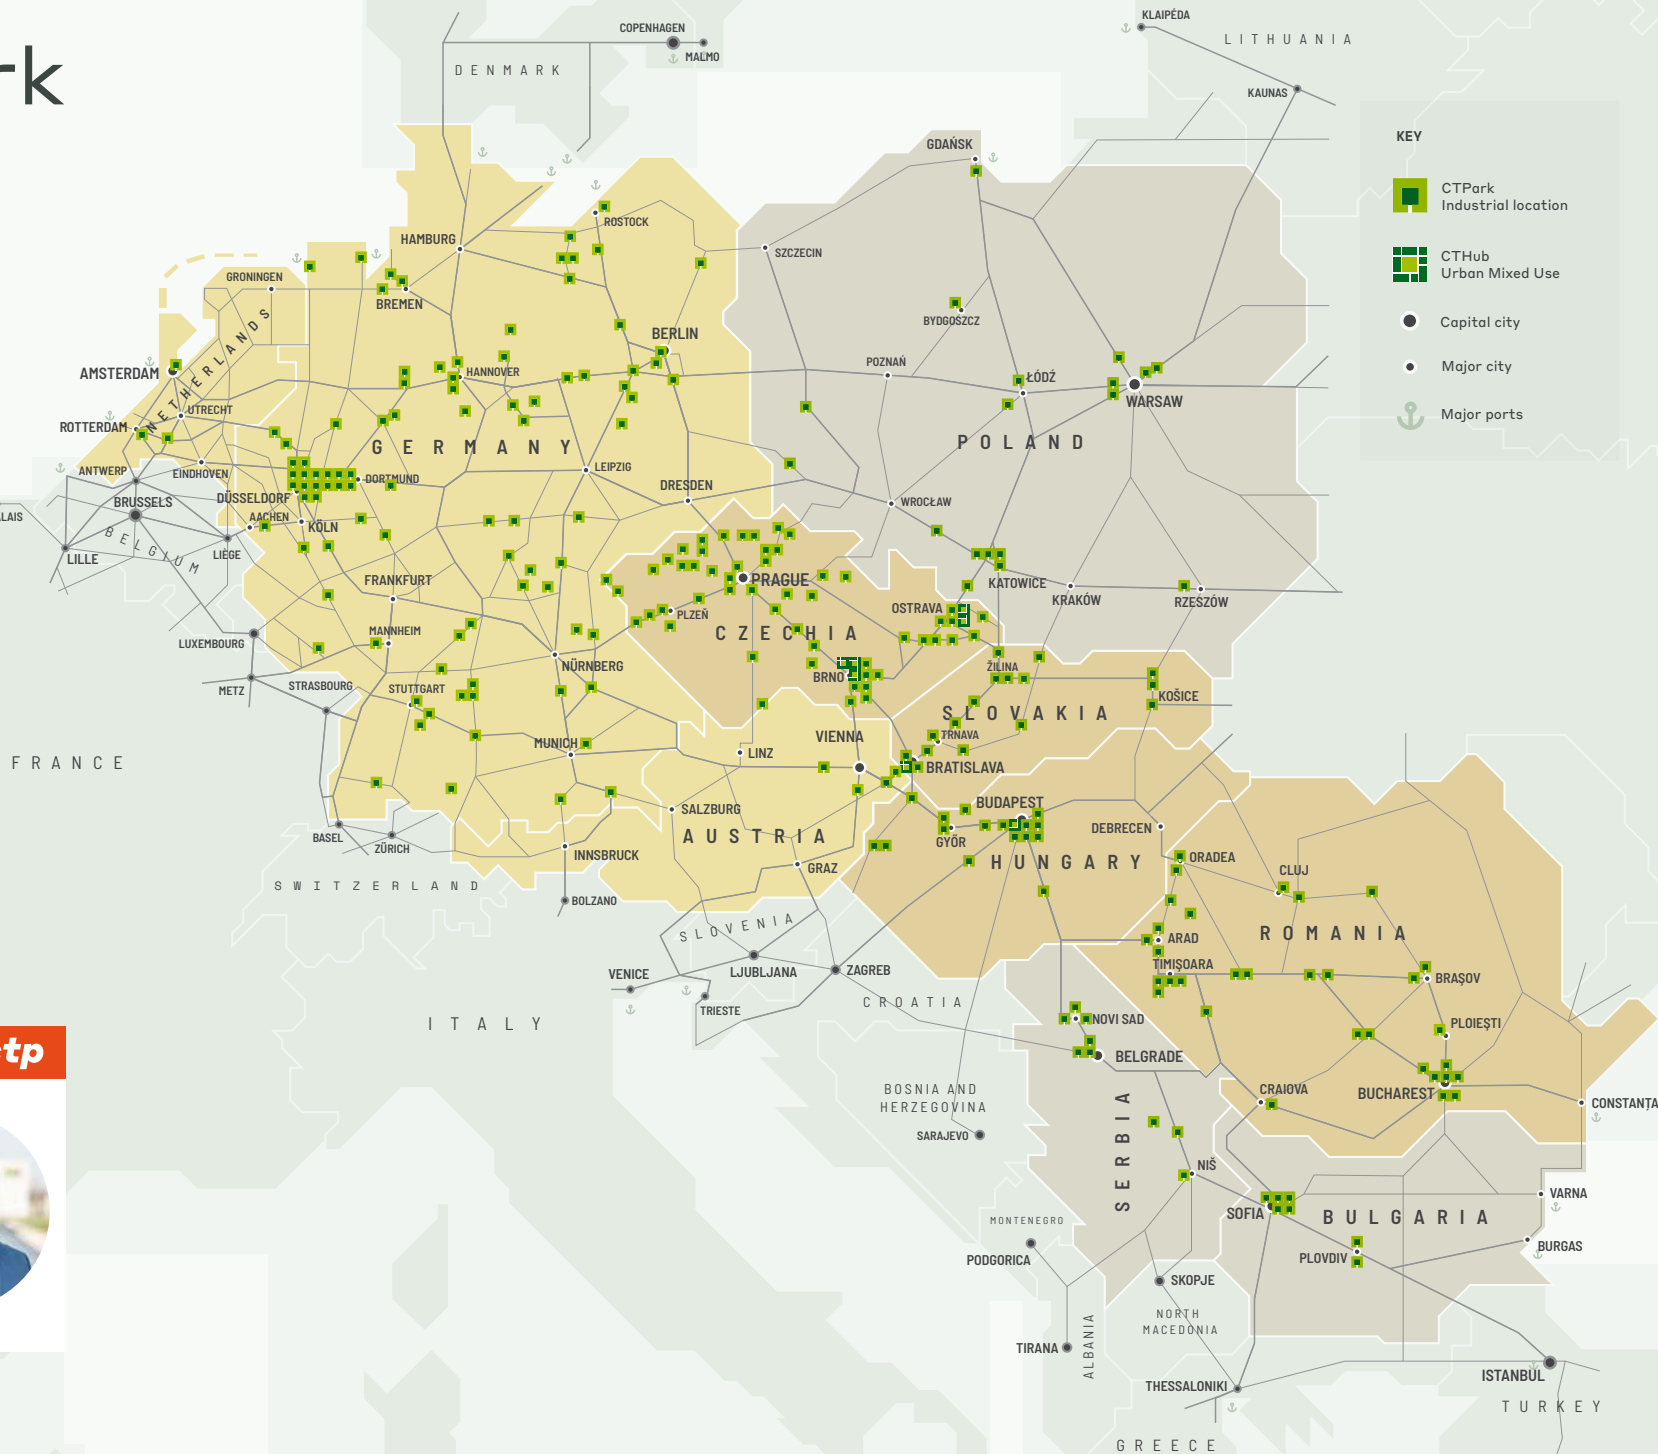 rk
KLAIPÉDA
LITHUANIA
COPENHAGEN
MALMO
DENMARK
KAUNAS
KEY
CTPark
Industrial location
CTHub
Urban Mixed Use
Capital city
Major city
Major ports
GDAŃSK
ROSTOCK
HAMBURG
SZCZECIN
GRONINGEN
BREMEN
BYDGOSZCZ
BERLIN
NETHERLANDS
AMSTERDAM
HANNOVER
POZNAŃ
ŁÓDŹ
WARSAW
UTRECHT
ROTTERDAM
GERMANY
POLAND
ANTWERP
EINDHOVEN
DORTMUND
LEIPZIG
DRESDEN
DÜSSELDORF
BRUSSELS
WROCŁAW
ALAIS
AACHEN
KÖLN
BELGIUM
LILLE
LIÈGE
FRANKFURT
PRAGUE
KATOWICE
KRAKÓW
RZESZÓW
OSTRAVA
PLZEŇ
CZECHIA
LUXEMBOURG
MANNHEIM
NÜRNBERG
BRNO
ŽILINA
METZ
STRASBOURG
STUTTGART
KOŠICE
SLOVAKIA
VIENNA
TRNAVA
MUNICH
LINZ
BRATISLAVA
FRANCE
SALZBURG
BUDAPEST
BASEL
ZÜRICH
AUSTRIA
GYÖR
DEBRECEN
INNSBRUCK
HUNGARY
ORADEA
GRAZ
CLUJ
SWITZERLAND
BOLZANO
SLOVENIA
ROMANIA
ARAD
TIMIȘOARA
VENICE
LJUBLJANA
ZAGREB
BRAȘOV
TRIESTE
CROATIA
ITALY
NOVI SAD
PLOIEȘTI
ctp
BELGRADE
BOSNIA AND
HERZEGOVINA
CRAIOVA
BUCHAREST
CONSTANȚA
SARAJEVO
SERBIA
NIŠ
VARNA
SOFIA
BULGARIA
MONTENEGRO
PODGORICA
PLOVDIV
BURGAS
SKOPJE
NORTH
MACEDONIA
TIRANA
ALBANIA
ISTANBUL
THESSALONIKI
TURKEY
GREECE